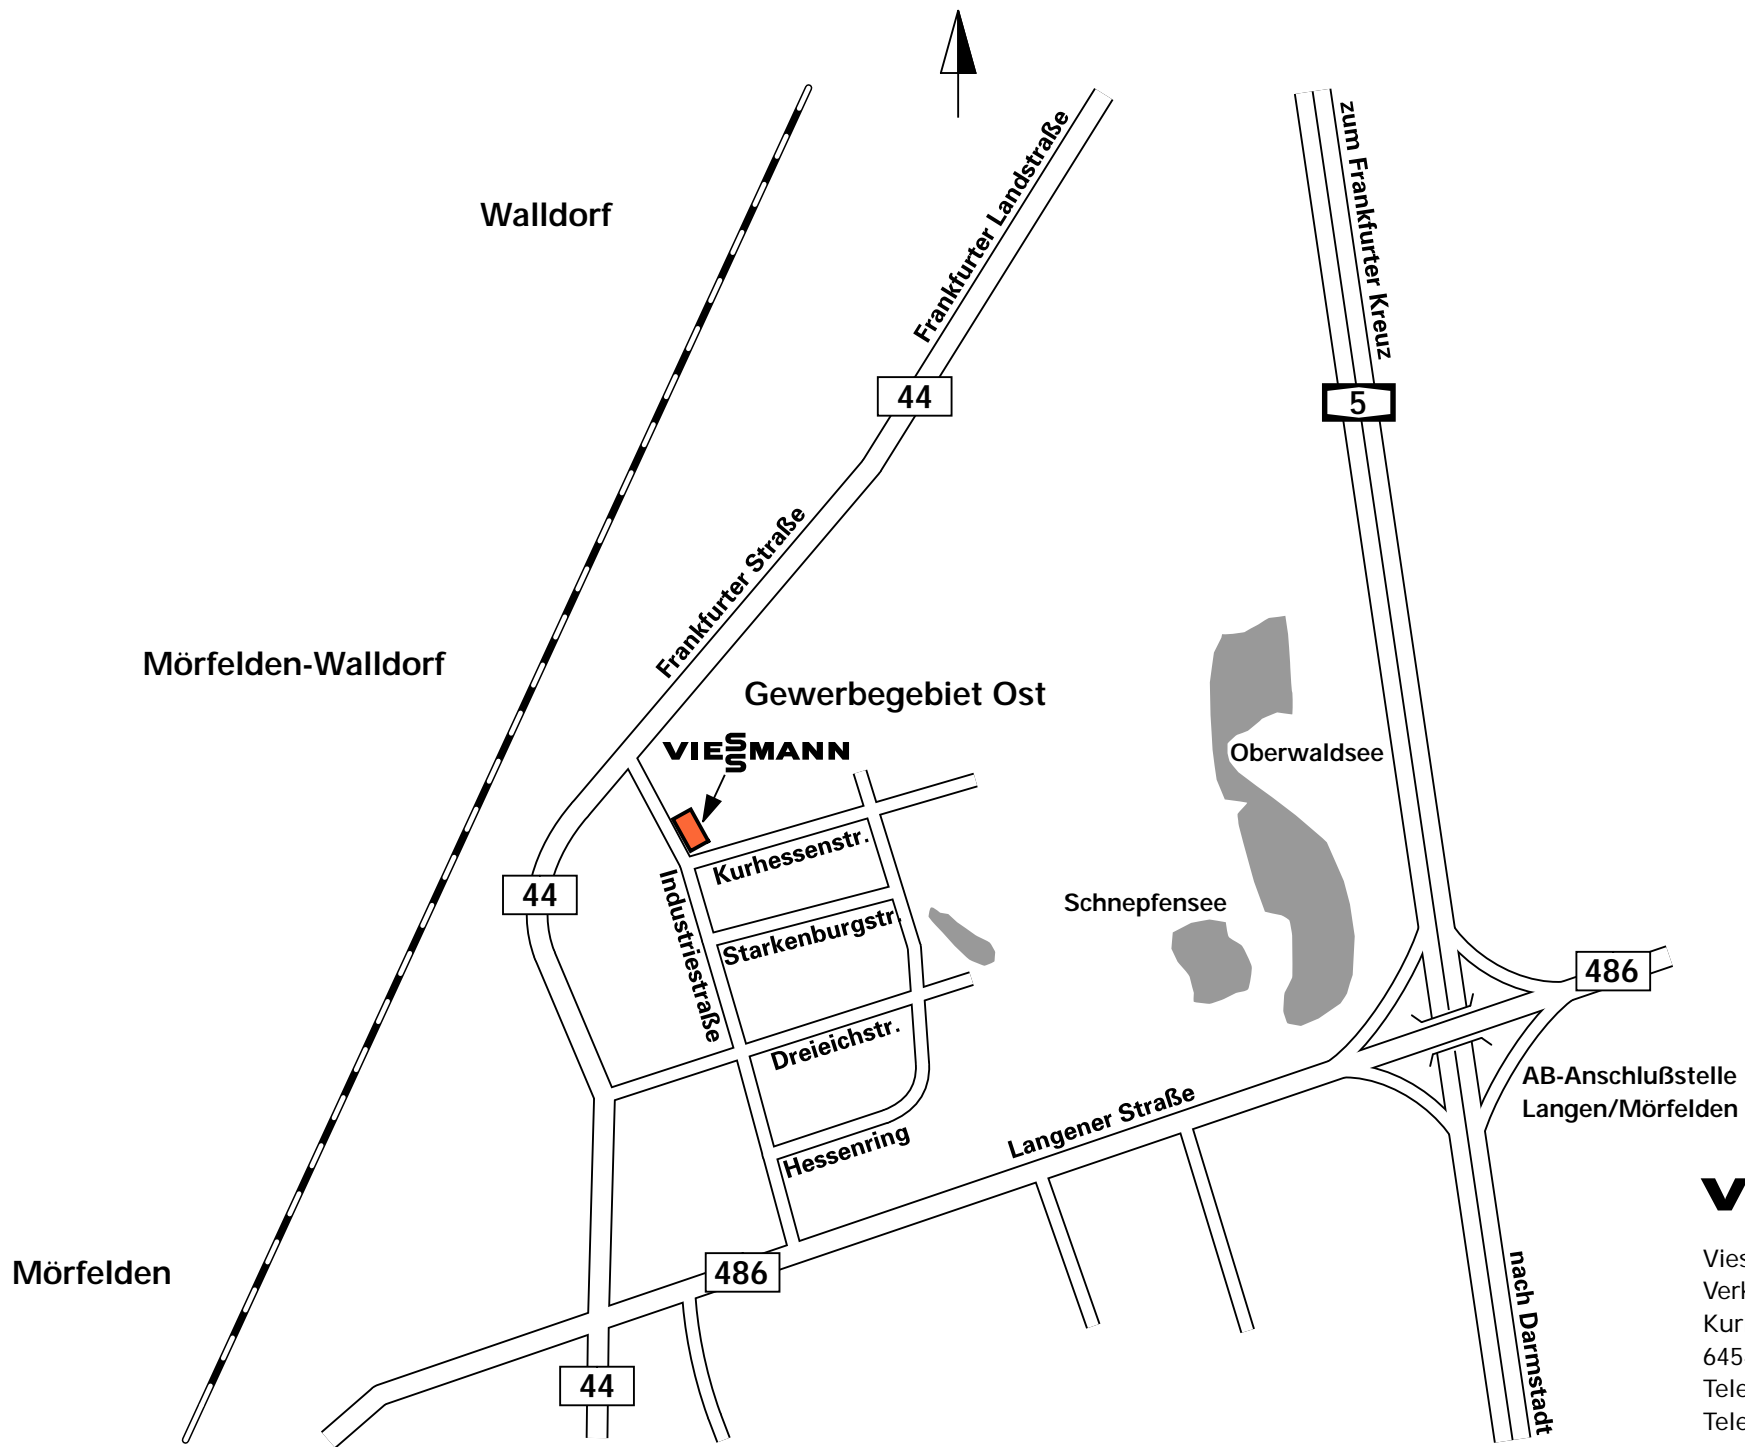 Walldorf
Frankfurter Landstraße
zum Frankfurter Kreuz
44
5
Frankfurter Straße
Mörfelden-Walldorf
Gewerbegebiet Ost
VIESSMANN
Oberwaldsee
Kurhessenstr.
44
Industriestraße
Schnepfensee
Starkenburgstr.
486
Dreieichstr.
AB-Anschlußstelle
Langen/Mörfelden
Langener Straße
Hessenring
Mörfelden
486
nach Darmstadt
44